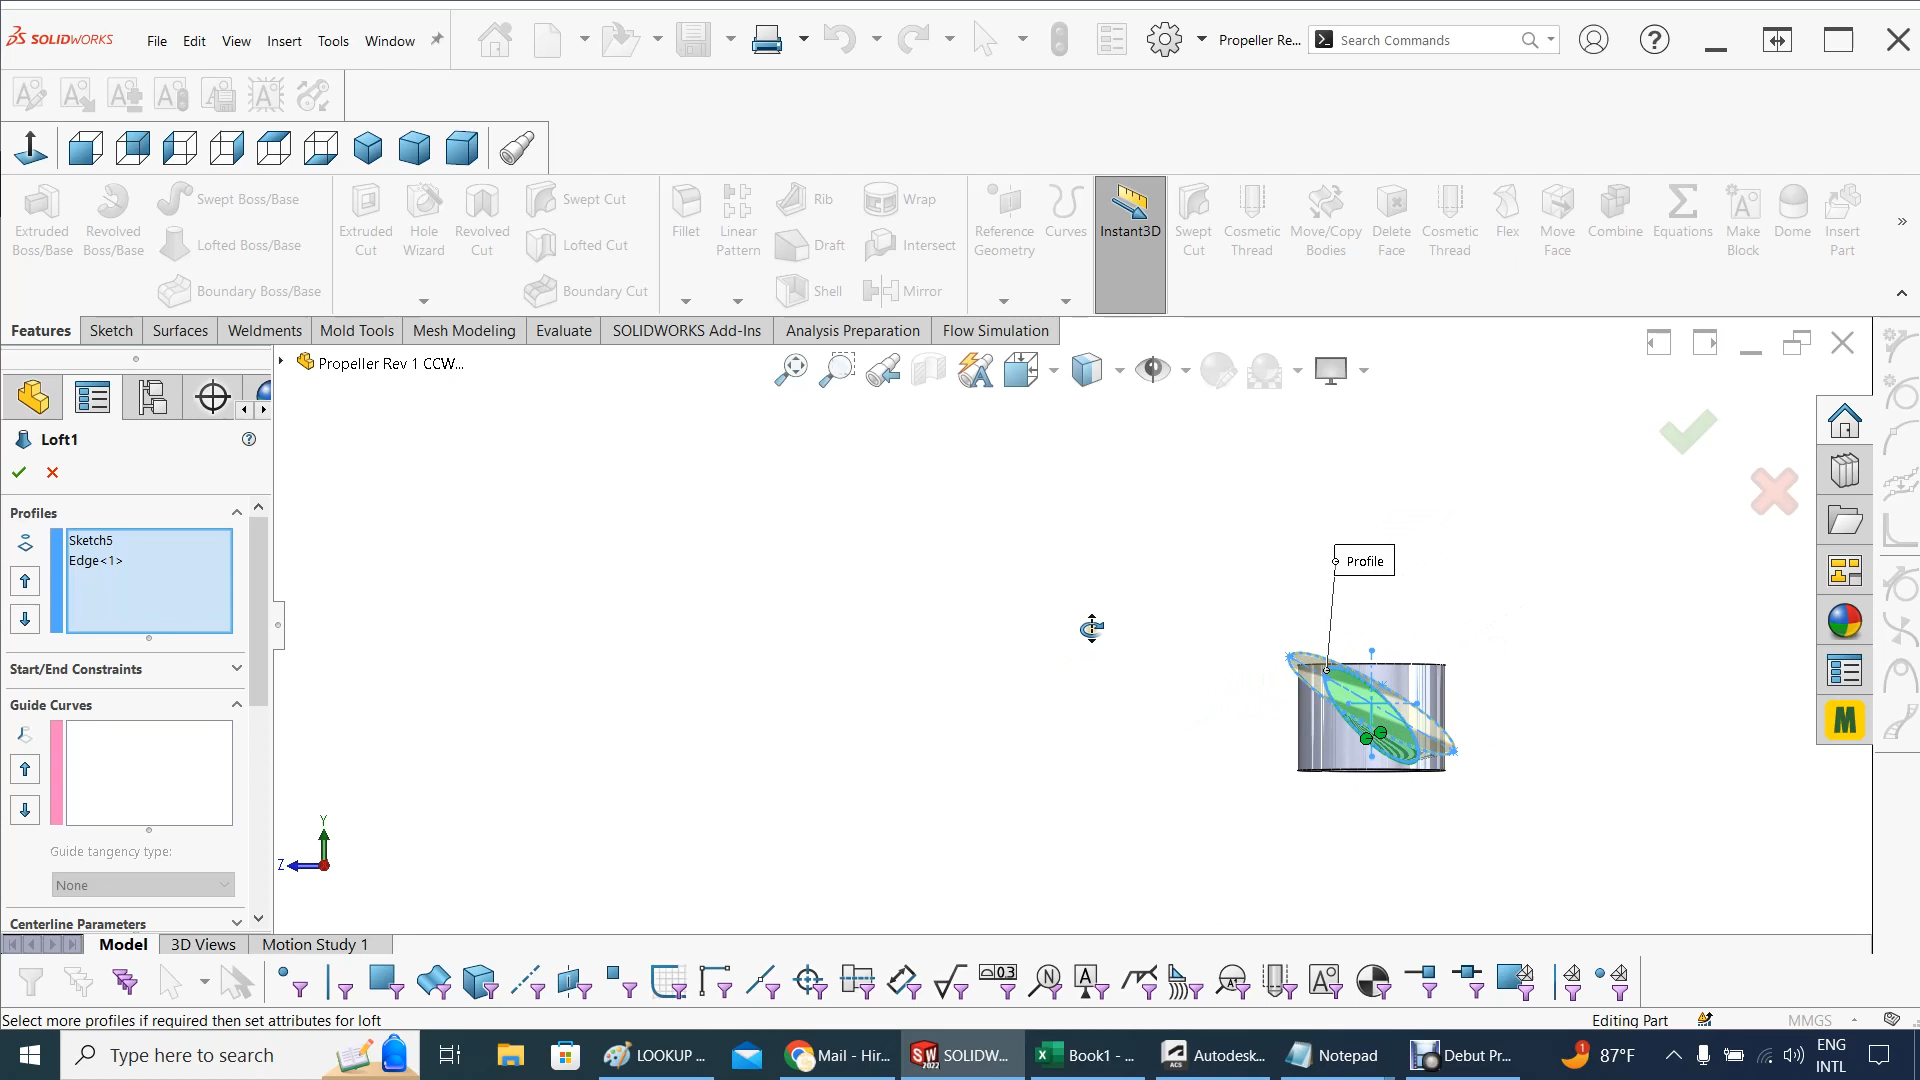 SOLIDWORKS
File Edit View Insert Tools Window
Propeller Re...
Search Commands
Extruded Boss/Base
Revolved Boss/Base
Swept Boss/Base
Lofted Boss/Base
Boundary Boss/Base
Extruded Cut
Hole Wizard
Revolved Cut
Swept Cut
Lofted Cut
Boundary Cut
Fillet
Linear Pattern
Rib
Draft
Shell
Wrap
Intersect
Mirror
Reference Geometry
Curves
Instant3D
Swept Cut
Cosmetic Thread
Move/Copy Bodies
Delete Face
Cosmetic Thread
Flex
Move Face
Combine
Equations
Make Block
Dome
Insert Part
Features Sketch Surfaces Weldments Mold Tools Mesh Modeling Evaluate SOLIDWORKS Add-Ins Analysis Preparation Flow Simulation
Propeller Rev 1 CCW...
Loft1
Profiles
Sketch5
Edge<1>
Start/End Constraints
Guide Curves
Guide tangency type:
None
Centerline Parameters
Profile
Y
Z
M
Model 3D Views Motion Study 1
Select more profiles if required then set attributes for loft
Editing Part
MMGS
Type here to search
LOOKUP ...
Mail - Hir...
SOLIDW...
Book1 - ...
Autodesk...
Notepad
Debut Pr...
87°F
ENG
INTL